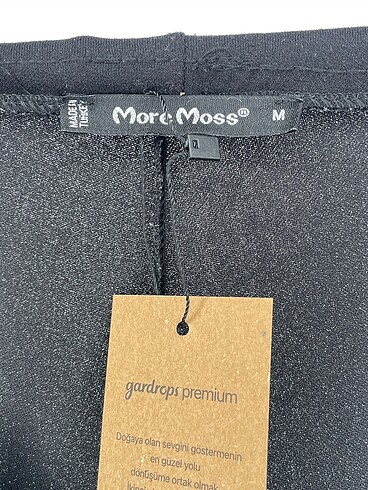 MADE IN
TURKEY
More Moss®
M
gardrops premium
Doğaya olan sevgini göstermenin
en güzel yolu
dönüşüme ortak olmak